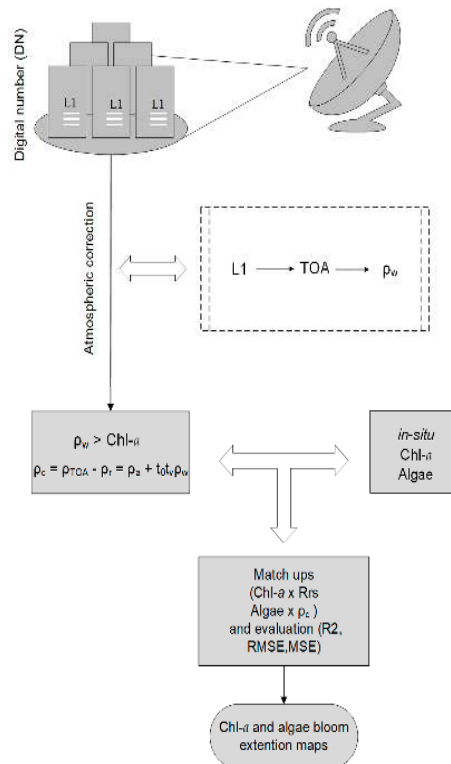 Digital number (DN)
L1 L1 L1
Atmospheric correction
L1 TOA ρw
ρw > Chl-a
ρc = ρTOA - ρr = ρa + t0tvρw
in-situ
Chl-a
Algae
Match ups
(Chl-a x Rrs
Algae x ρc )
and evaluation (R2,
RMSE,MSE)
Chl-a and algae bloom
extention maps